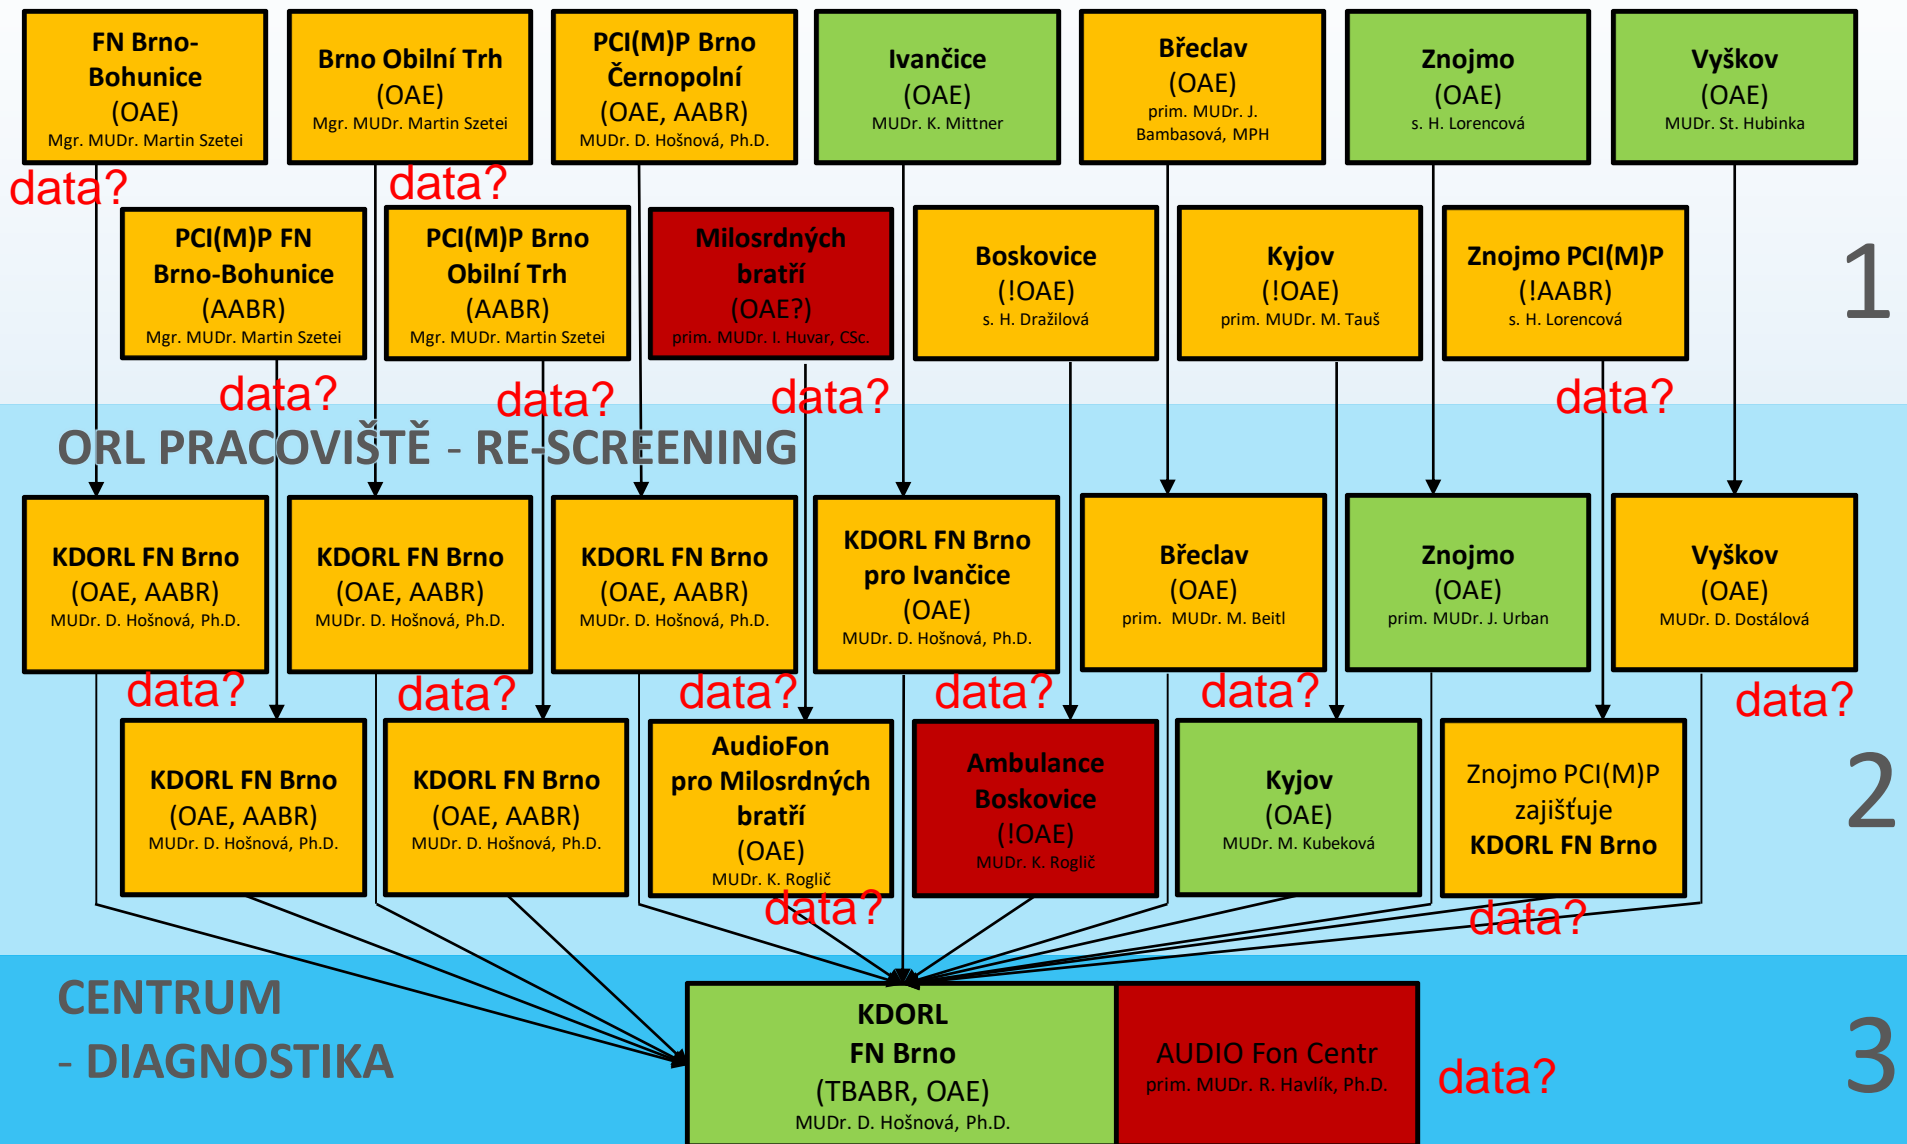 FN Brno-
Bohunice
(OAE)
Mgr. MUDr. Martin Szetei
Brno Obilní Trh
(OAE)
Mgr. MUDr. Martin Szetei
PCI(M)P Brno
Černopolní
(OAE, AABR)
MUDr. D. Hošnová, Ph.D.
Ivančice
(OAE)
MUDr. K. Mittner
Břeclav
(OAE)
prim. MUDr. J.
Bambasová, MPH
Znojmo
(OAE)
s. H. Lorencová
Vyškov
(OAE)
MUDr. St. Hubinka
data?
data?
PCI(M)P FN
Brno-Bohunice
(AABR)
Mgr. MUDr. Martin Szetei
PCI(M)P Brno
Obilní Trh
(AABR)
Mgr. MUDr. Martin Szetei
Milosrdných
bratří
(OAE?)
prim. MUDr. I. Huvar, CSc.
Boskovice
(!OAE)
s. H. Dražilová
Kyjov
(!OAE)
prim. MUDr. M. Tauš
Znojmo PCI(M)P
(!AABR)
s. H. Lorencová
1
data?
data?
data?
data?
ORL PRACOVIŠTĚ - RE-SCREENING
KDORL FN Brno
(OAE, AABR)
MUDr. D. Hošnová, Ph.D.
KDORL FN Brno
(OAE, AABR)
MUDr. D. Hošnová, Ph.D.
KDORL FN Brno
(OAE, AABR)
MUDr. D. Hošnová, Ph.D.
KDORL FN Brno
pro Ivančice
(OAE)
MUDr. D. Hošnová, Ph.D.
Břeclav
(OAE)
prim. MUDr. M. Beitl
Znojmo
(OAE)
prim. MUDr. J. Urban
Vyškov
(OAE)
MUDr. D. Dostálová
data?
data?
data?
data?
data?
data?
KDORL FN Brno
(OAE, AABR)
MUDr. D. Hošnová, Ph.D.
KDORL FN Brno
(OAE, AABR)
MUDr. D. Hošnová, Ph.D.
AudioFon
pro Milosrdných
bratří
(OAE)
MUDr. K. Roglič
Ambulance
Boskovice
(!OAE)
MUDr. K. Roglič
Kyjov
(OAE)
MUDr. M. Kubeková
Znojmo PCI(M)P
zajišťuje
KDORL FN Brno
2
data?
data?
CENTRUM
- DIAGNOSTIKA
KDORL
FN Brno
(TBABR, OAE)
MUDr. D. Hošnová, Ph.D.
AUDIO Fon Centr
prim. MUDr. R. Havlík, Ph.D.
data?
3